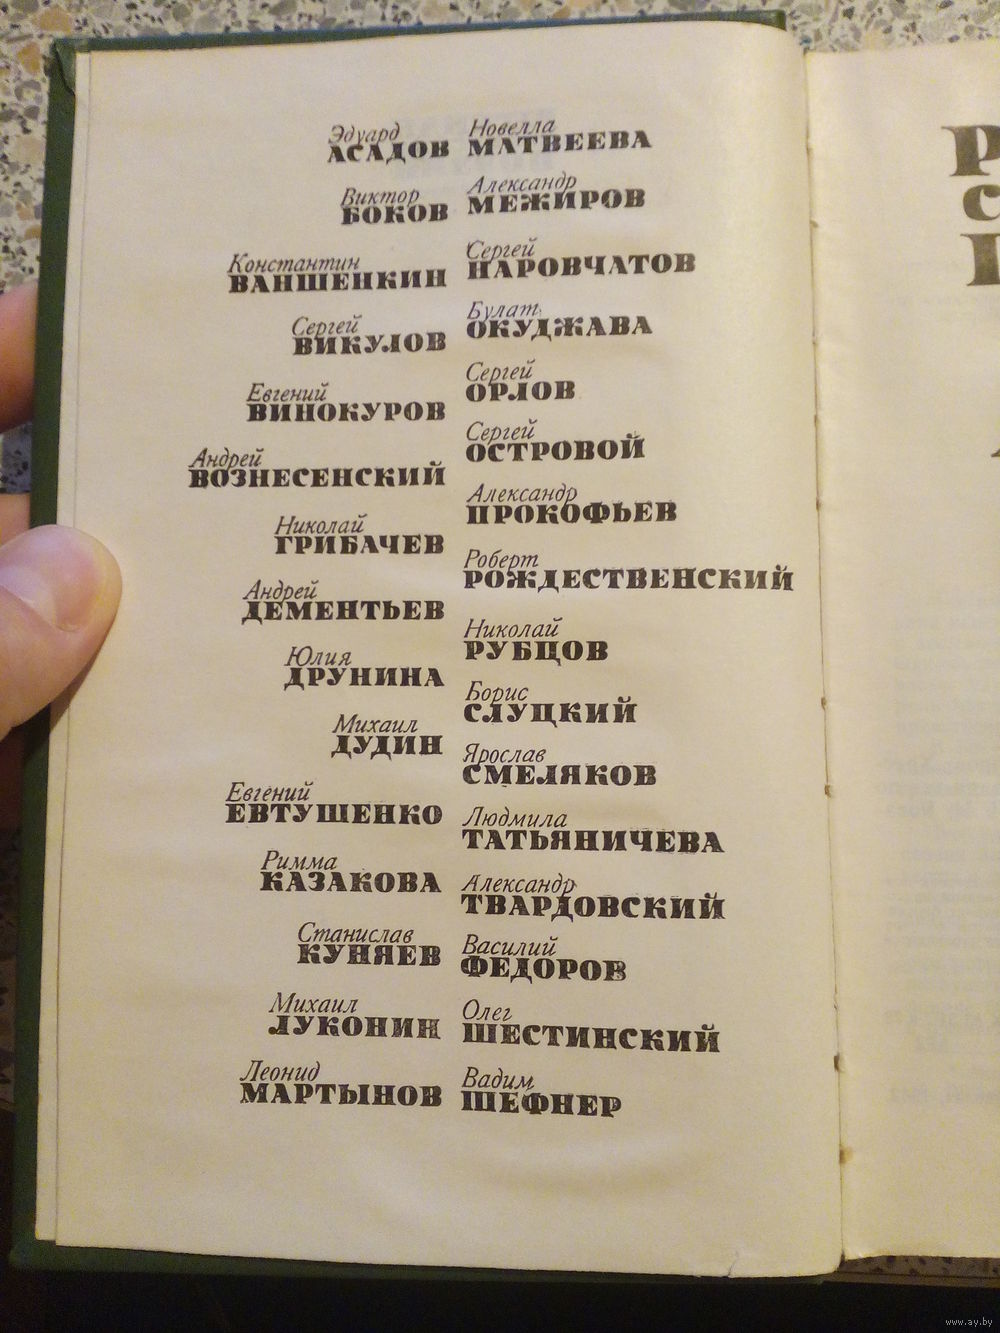 Эдуард
АСАДОВ
Виктор
БОКОВ
Константин
ВАНШЕНКИН
Сергей
ВИКУЛОВ
Евгений
ВИНОКУРОВ
Андрей
ВОЗНЕСЕНСКИЙ
Николай
ГРИБАЧЕВ
Андрей
ДЕМЕНТЬЕВ
Юлия
ДРУНИНА
Михаил
ДУДИН
Евгений
ЕВТУШЕНКО
Римма
КАЗАКОВА
Станислав
КУНЯЕВ
Михаил
ЛУКОНИН
Леонид
МАРТЫНОВ
Новелла
МАТВЕЕВА
Александр
МЕЖИРОВ
Сергей
НАРОВЧАТОВ
Булат
ОКУДЖАВА
Сергей
ОРЛОВ
Сергей
ОСТРОВОЙ
Александр
ПРОКОФЬЕВ
Роберт
РОЖДЕСТВЕНСКИЙ
Николай
РУБЦОВ
Борис
СЛУЦКИЙ
Ярослав
СМЕЛЯКОВ
Людмила
ТАТЬЯНИЧЕВА
Александр
ТВАРДОВСКИЙ
Василий
ФЕДОРОВ
Олег
ШЕСТИНСКИЙ
Вадим
ШЕФНЕР
www.ay.by